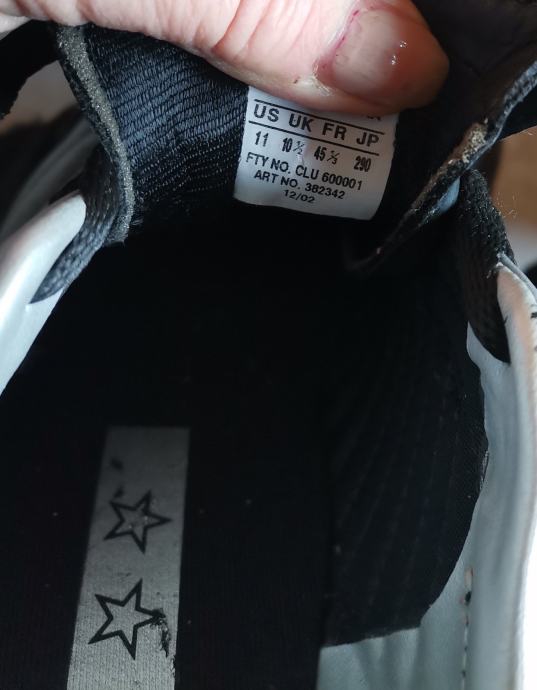 US UK FR JP
11 10½ 45⅓ 290
FTY NO. CLU 600001
ART NO. 382342
12/02